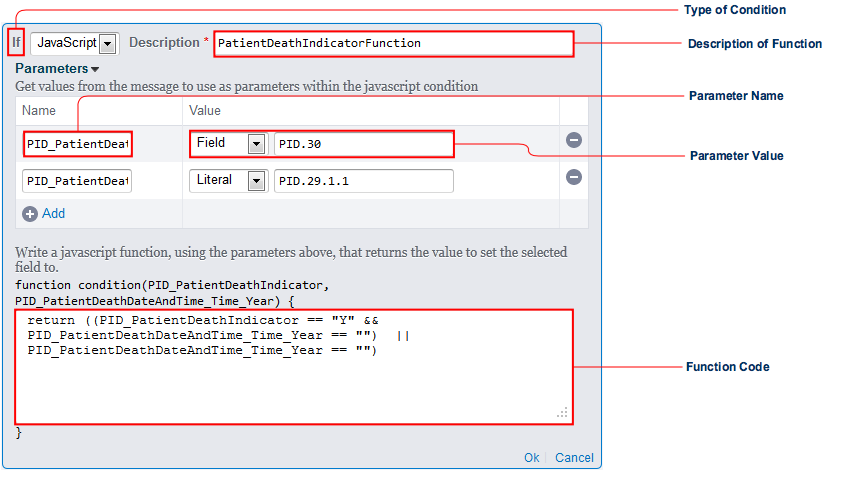 Type of Condition
If JavaScript Description * PatientDeathIndicatorFunction
Description of Function
Parameters
Get values from the message to use as parameters within the javascript condition
Name Value
Parameter Name
PID_PatientDeat Field PID.30
Parameter Value
PID_PatientDeat Literal PID.29.1.1
Add
Write a javascript function, using the parameters above, that returns the value to set the selected
field to.
function condition(PID_PatientDeathIndicator,
PID_PatientDeathDateAndTime_Time_Year) {
return ((PID_PatientDeathIndicator == "Y" &&
PID_PatientDeathDateAndTime_Time_Year == "") ||
PID_PatientDeathDateAndTime_Time_Year == "")
Function Code
}
Ok Cancel